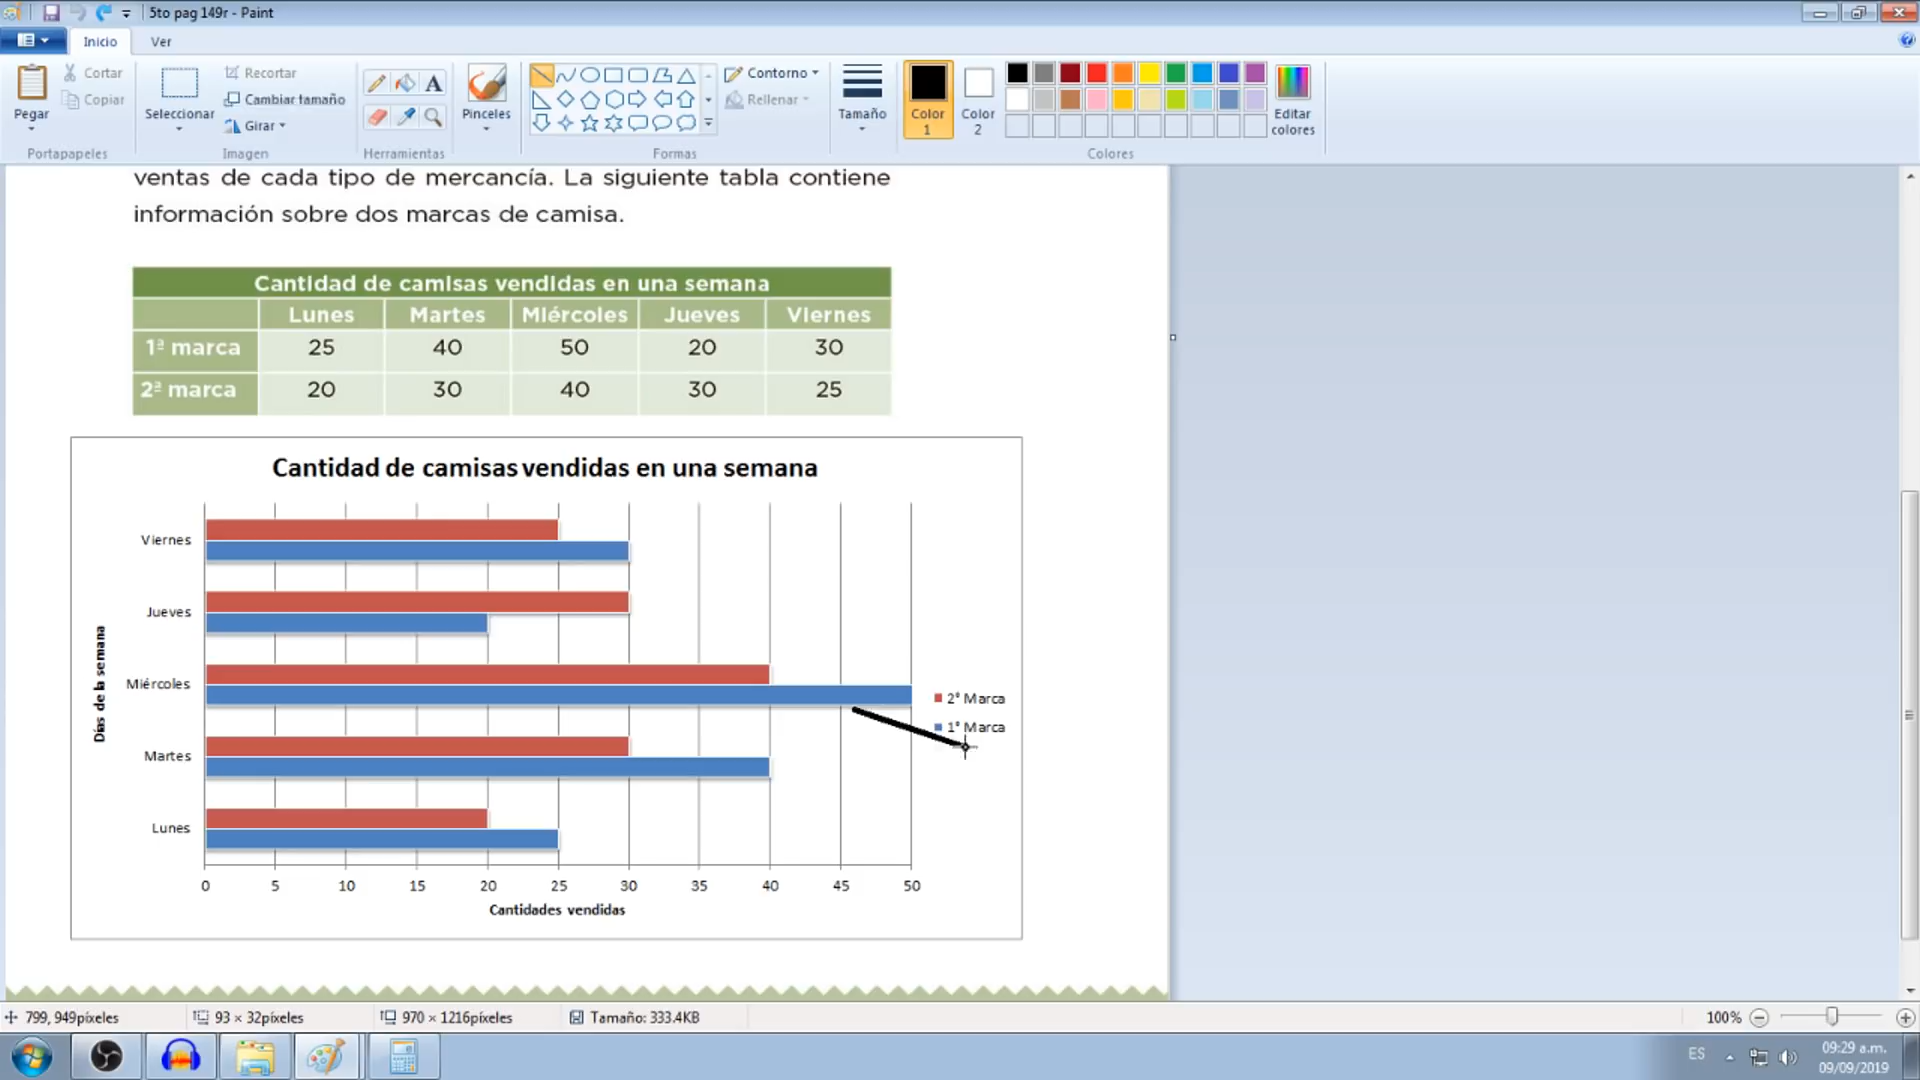 5to pag 149r - Paint
Inicio
Ver
Pegar
Cortar
Copiar
Portapapeles
Seleccionar
Recortar
Cambiar tamaño
Girar
Imagen
A
Herramientas
Pinceles
Contorno
Rellenar
Formas
Tamaño
Color 1
Color 2
Editar colores
Colores
ventas de cada tipo de mercancía. La siguiente tabla contiene
información sobre dos marcas de camisa.
Cantidad de camisas vendidas en una semana
Lunes Martes Miércoles Jueves Viernes
1ª marca 25 40 50 20 30
2ª marca 20 30 40 30 25
Cantidad de camisas vendidas en una semana
Días de la semana
Viernes
Jueves
Miércoles
Martes
Lunes
2° Marca
1° Marca
0 5 10 15 20 25 30 35 40 45 50
Cantidades vendidas
799, 949píxeles
93 × 32píxeles
970 × 1216píxeles
Tamaño: 333.4KB
100%
ES
09:29 a.m.
09/09/2019